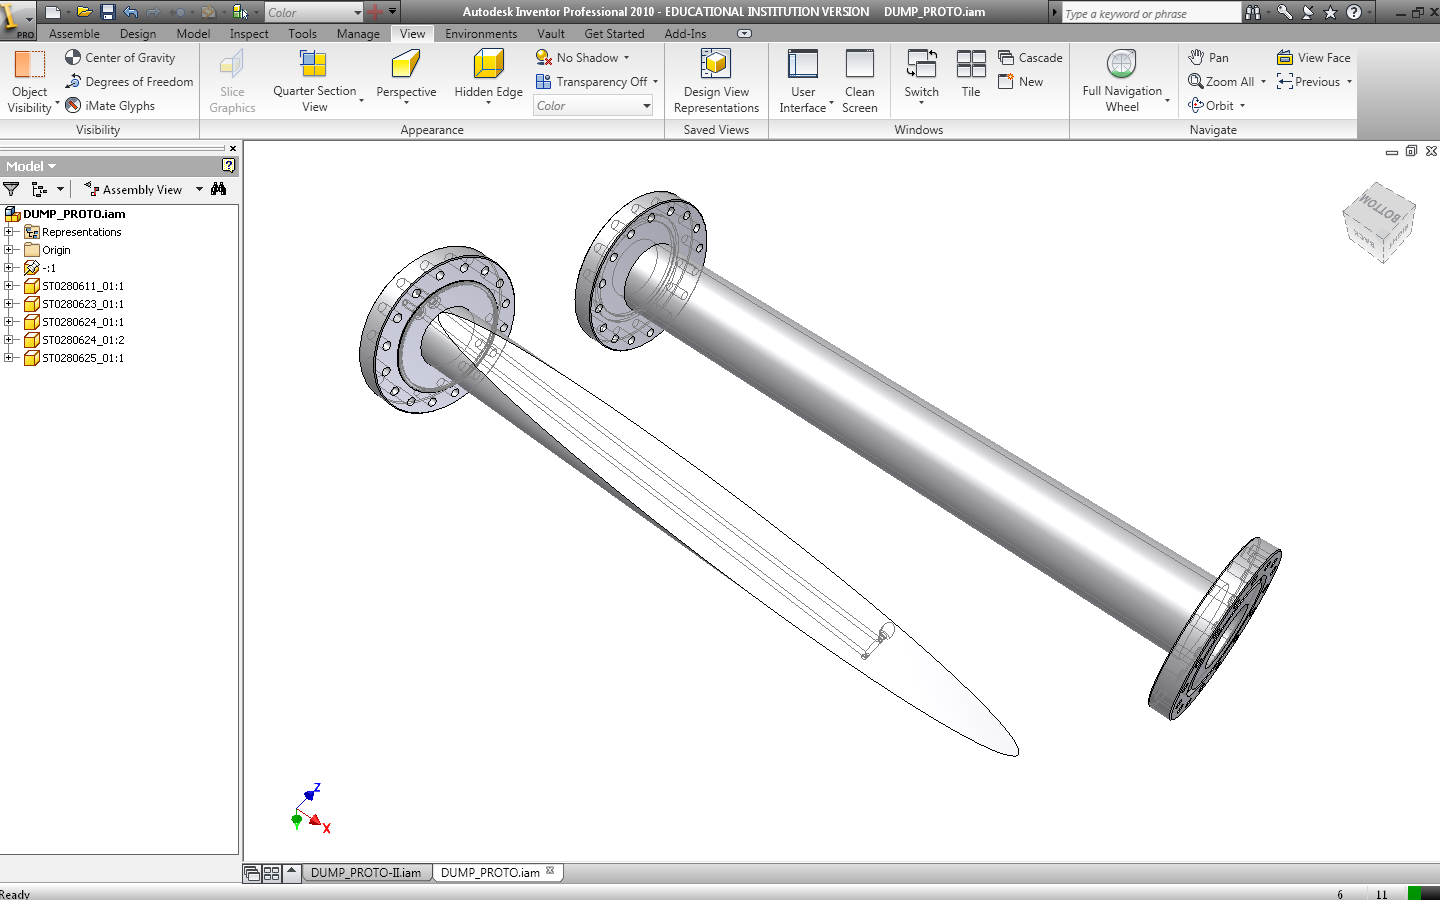 Color
Autodesk Inventor Professional 2010 - EDUCATIONAL INSTITUTION VERSION DUMP_PROTO.iam
Type a keyword or phrase
PRO
Assemble Design Model Inspect Tools Manage View Environments Vault Get Started Add-Ins
Object Visibility
Center of Gravity
Degrees of Freedom
iMate Glyphs
Slice Graphics
Quarter Section View
Perspective
Hidden Edge
No Shadow
Transparency Off
Color
Design View Representations
User Interface
Clean Screen
Switch
Tile
Cascade
New
Full Navigation Wheel
Pan
Zoom All
Orbit
View Face
Previous
Visibility Appearance Saved Views Windows Navigate
Model
Assembly View
DUMP_PROTO.iam
Representations
Origin
-:1
ST0280611_01:1
ST0280623_01:1
ST0280624_01:1
ST0280624_01:2
ST0280625_01:1
BOTTOM
BACK
RIGHT
Z
X
Y
DUMP_PROTO-II.iam DUMP_PROTO.iam
Ready 6 11